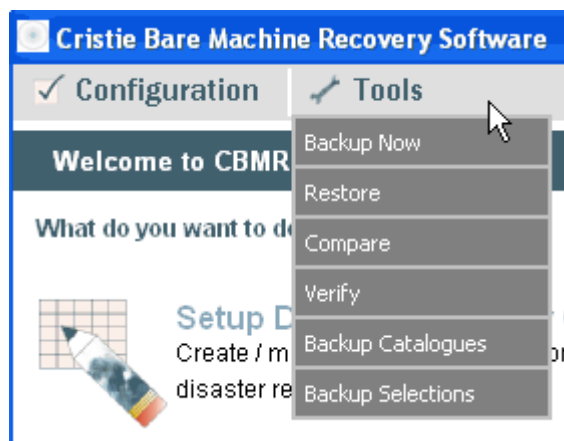 Cristie Bare Machine Recovery Software
Configuration Tools
Welcome to CBMR
Backup Now
Restore
What do you want to d
Compare
Verify
Setup D
Create / m
Backup Catalogues
disaster re
Backup Selections